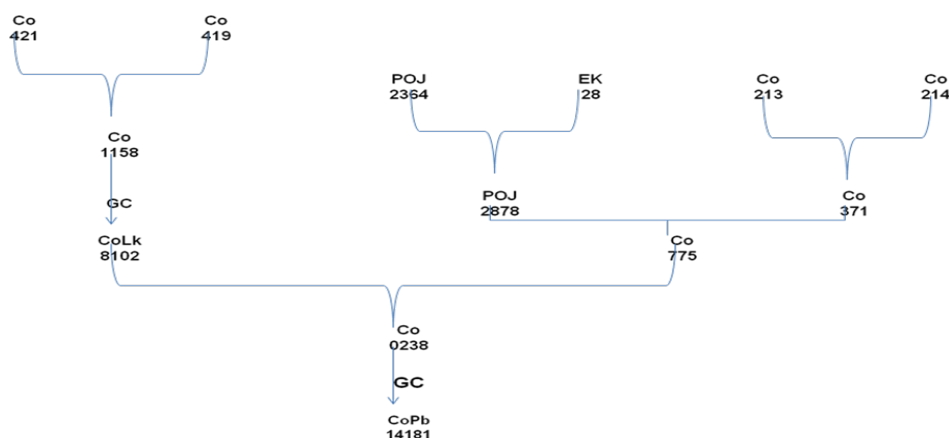 Co
421
Co
419
POJ
2364
EK
28
Co
213
Co
214
Co
1158
POJ
2878
Co
371
GC
CoLk
8102
Co
775
Co
0238
GC
CoPb
14181